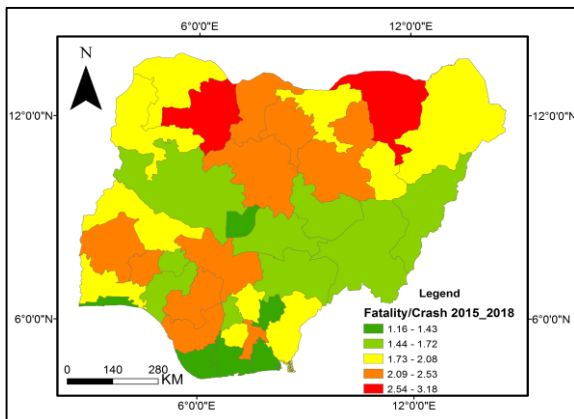 6°0'0"E 12°0'0"E
N
12°0'0"N 12°0'0"N
6°0'0"N 6°0'0"N
Legend
Fatality/Crash 2015_2018
1.16 - 1.43
1.44 - 1.72
1.73 - 2.08
2.09 - 2.53
2.54 - 3.18
0 140 280
KM
6°0'0"E 12°0'0"E